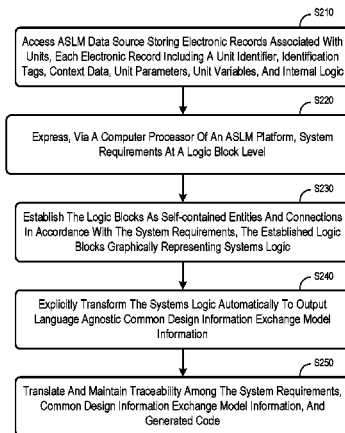 S210
Access ASLM Data Source Storing Electronic Records Associated With
Units, Each Electronic Record Including A Unit Identifier, Identification
Tags, Context Data, Unit Parameters, Unit Variables, And Internal Logic
S220
Express, Via A Computer Processor Of An ASLM Platform, System
Requirements At A Logic Block Level
S230
Establish The Logic Blocks As Self-contained Entities And Connections
In Accordance With The System Requirements, The Established Logic
Blocks Graphically Representing Systems Logic
S240
Explicitly Transform The Systems Logic Automatically To Output
Language Agnostic Common Design Information Exchange Model
Information
S250
Translate And Maintain Traceability Among The System Requirements,
Common Design Information Exchange Model Information, And
Generated Code